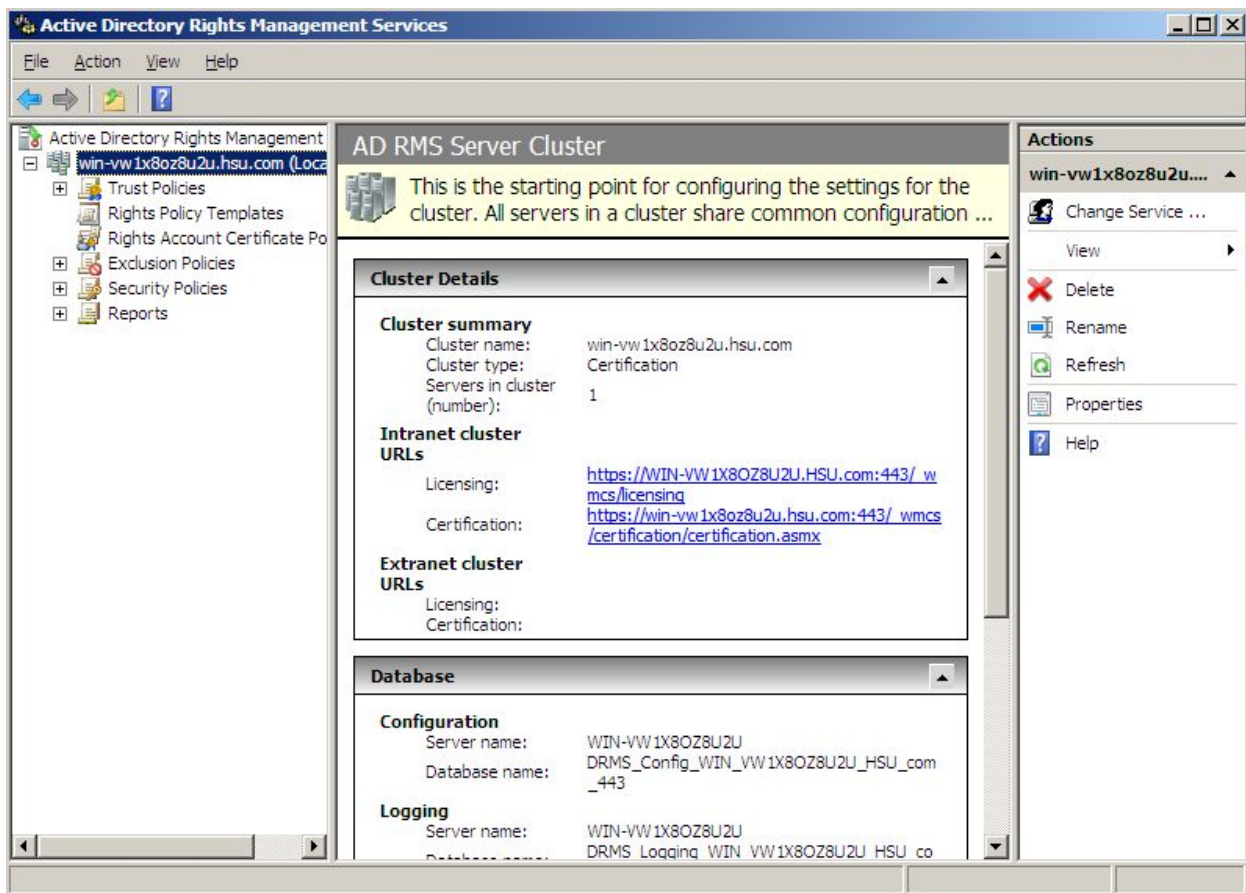 Active Directory Rights Management Services
File Action View Help
Active Directory Rights Management
win-vw1x8oz8u2u.hsu.com (Loca
Trust Policies
Rights Policy Templates
Rights Account Certificate Po
Exclusion Policies
Security Policies
Reports
AD RMS Server Cluster
This is the starting point for configuring the settings for the
cluster. All servers in a cluster share common configuration ...
Cluster Details
Cluster summary
Cluster name: win-vw1x8oz8u2u.hsu.com
Cluster type: Certification
Servers in cluster
(number): 1
Intranet cluster
URLs
Licensing: https://WIN-VW1X8OZ8U2U.HSU.com:443/_w
mcs/licensing
Certification: https://win-vw1x8oz8u2u.hsu.com:443/_wmcs
/certification/certification.asmx
Extranet cluster
URLs
Licensing:
Certification:
Database
Configuration
Server name: WIN-VW1X8OZ8U2U
Database name: DRMS_Config_WIN_VW1X8OZ8U2U_HSU_com
_443
Logging
Server name: WIN-VW1X8OZ8U2U
Database name: DRMS_Logging_WIN_VW1X8OZ8U2U_HSU_co
Actions
win-vw1x8oz8u2u....
Change Service ...
View
Delete
Rename
Refresh
Properties
Help